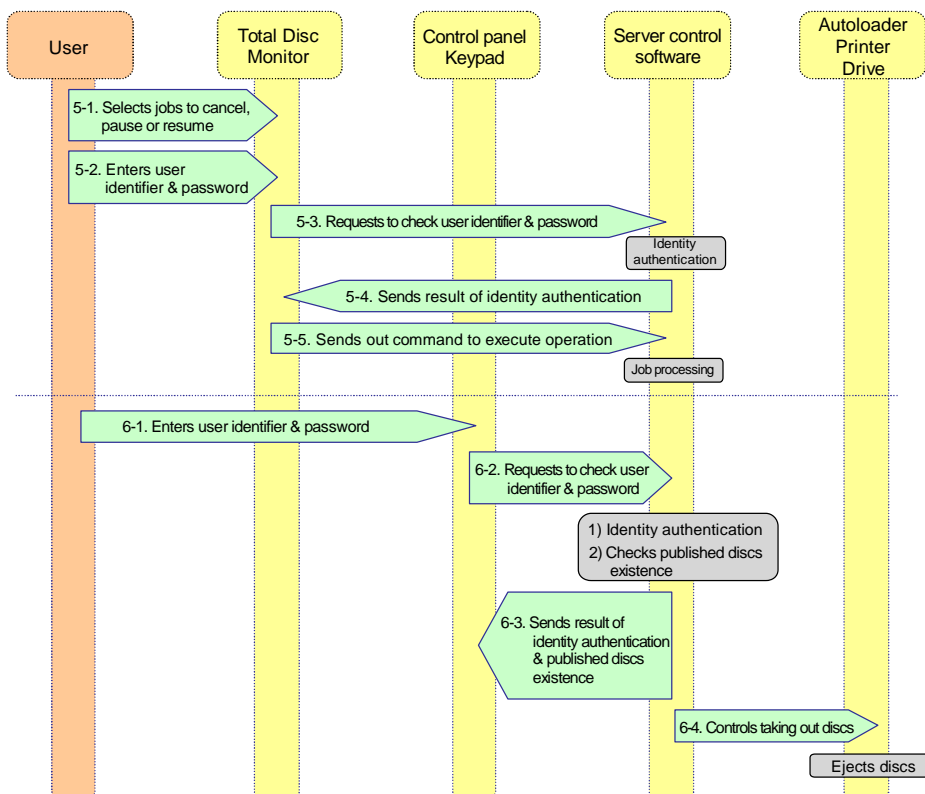 User
Total Disc
Monitor
Control panel
Keypad
Server control
software
Autoloader
Printer
Drive
5-1. Selects jobs to cancel,
pause or resume
5-2. Enters user
identifier & password
5-3. Requests to check user identifier & password
Identity
authentication
5-4. Sends result of identity authentication
5-5. Sends out command to execute operation
Job processing
6-1. Enters user identifier & password
6-2. Requests to check user
identifier & password
1) Identity authentication
2) Checks published discs
existence
6-3. Sends result of
identity authentication
& published discs
existence
6-4. Controls taking out discs
Ejects discs